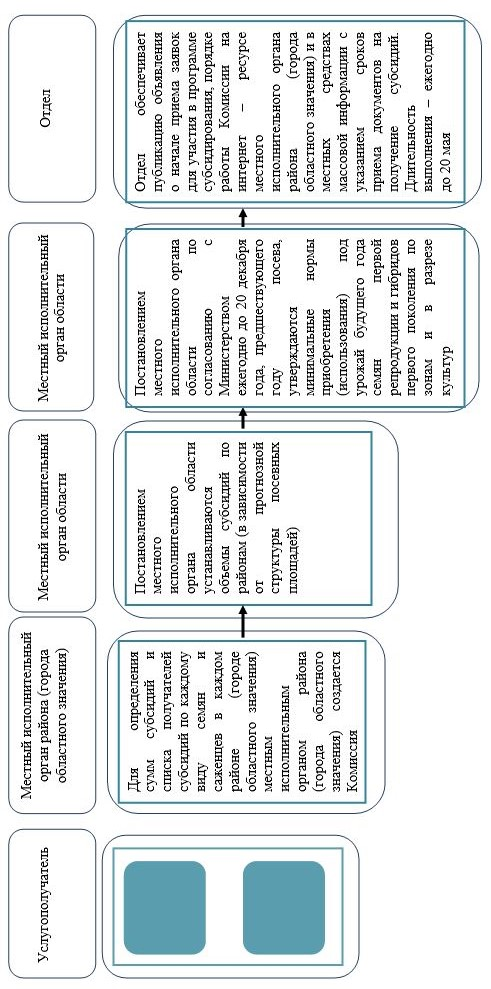 Услугополучатель
Местный исполнительный
орган района (города
областного значения)
Местный исполнительный
орган области
Местный исполнительный
орган области
Отдел
Для определения
сумм субсидий и
списка получателей
субсидий по каждому
виду семян и
саженцев в каждом
районе (городе
областного значения)
местным
исполнительным
органом района
(города областного
значения) создается
Комиссия
Постановлением
местного
исполнительного
органа области
устанавливаются
объемы субсидий по
районам (в зависимости
от прогнозной
структуры посевных
площадей)
Постановлением
местного
исполнительного органа
области по
согласованию с
Министерством
ежегодно до 20 декабря
года, предшествующего
году посева,
утверждаются
минимальные нормы
приобретения
(использования) под
урожай будущего года
семян первой
репродукции и гибридов
первого поколения по
зонам и в разрезе
культур
Отдел обеспечивает
публикацию объявления
о начале приема заявок
для участия в программе
субсидирования, порядке
работы Комиссии на
интернет – ресурсе
местного
исполнительного органа
района (города
областного значения) и в
местных средствах
массовой информации с
указанием сроков
приема документов на
получение субсидий.
Длительность
выполнения – ежегодно
до 20 мая